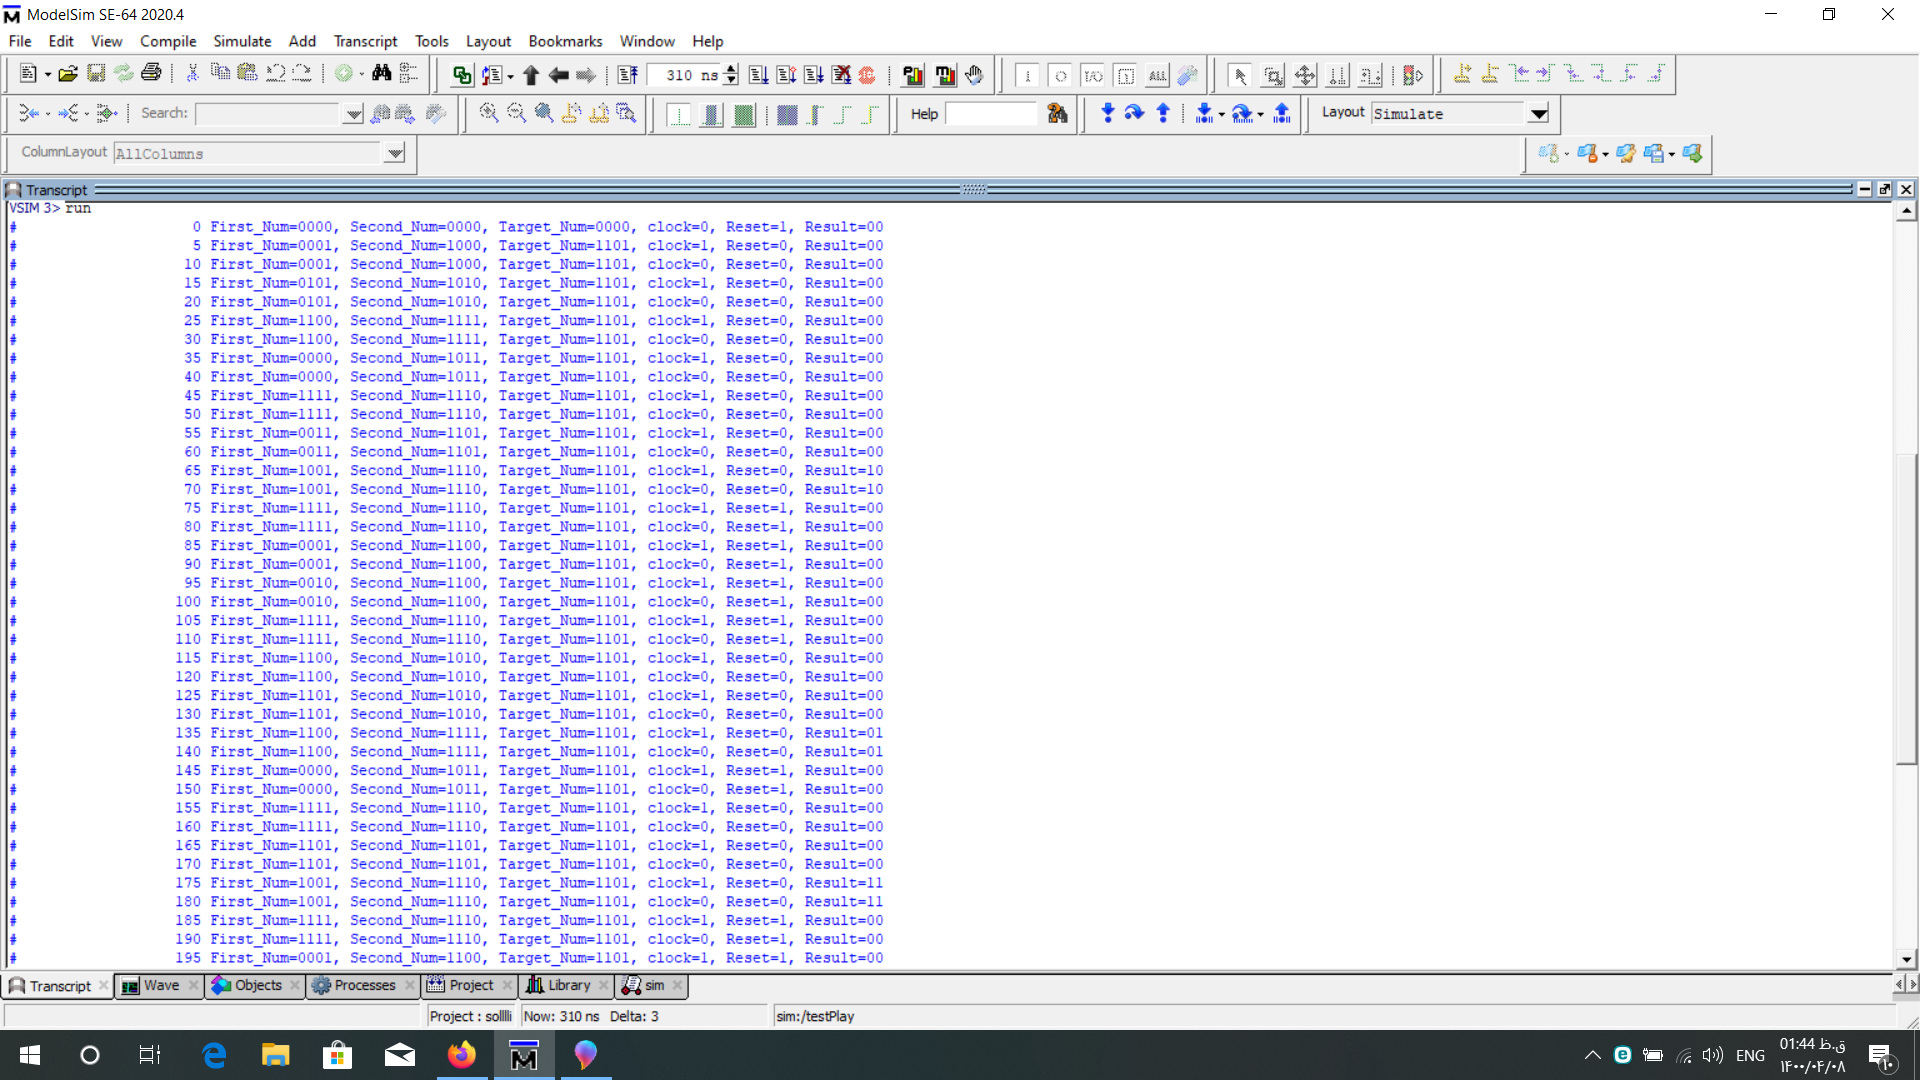 ModelSim SE-64 2020.4
File Edit View Compile Simulate Add Transcript Tools Layout Bookmarks Window Help
310 ns
Search:
Help
Layout Simulate
ColumnLayout AllColumns
Transcript
VSIM 3> run
# 0 First_Num=0000, Second_Num=0000, Target_Num=0000, clock=0, Reset=1, Result=00
# 5 First_Num=0001, Second_Num=1000, Target_Num=1101, clock=1, Reset=0, Result=00
# 10 First_Num=0001, Second_Num=1000, Target_Num=1101, clock=0, Reset=0, Result=00
# 15 First_Num=0101, Second_Num=1010, Target_Num=1101, clock=1, Reset=0, Result=00
# 20 First_Num=0101, Second_Num=1010, Target_Num=1101, clock=0, Reset=0, Result=00
# 25 First_Num=1100, Second_Num=1111, Target_Num=1101, clock=1, Reset=0, Result=00
# 30 First_Num=1100, Second_Num=1111, Target_Num=1101, clock=0, Reset=0, Result=00
# 35 First_Num=0000, Second_Num=1011, Target_Num=1101, clock=1, Reset=0, Result=00
# 40 First_Num=0000, Second_Num=1011, Target_Num=1101, clock=0, Reset=0, Result=00
# 45 First_Num=1111, Second_Num=1110, Target_Num=1101, clock=1, Reset=0, Result=00
# 50 First_Num=1111, Second_Num=1110, Target_Num=1101, clock=0, Reset=0, Result=00
# 55 First_Num=0011, Second_Num=1101, Target_Num=1101, clock=1, Reset=0, Result=00
# 60 First_Num=0011, Second_Num=1101, Target_Num=1101, clock=0, Reset=0, Result=00
# 65 First_Num=1001, Second_Num=1110, Target_Num=1101, clock=1, Reset=0, Result=10
# 70 First_Num=1001, Second_Num=1110, Target_Num=1101, clock=0, Reset=0, Result=10
# 75 First_Num=1111, Second_Num=1110, Target_Num=1101, clock=1, Reset=1, Result=00
# 80 First_Num=1111, Second_Num=1110, Target_Num=1101, clock=0, Reset=1, Result=00
# 85 First_Num=0001, Second_Num=1100, Target_Num=1101, clock=1, Reset=1, Result=00
# 90 First_Num=0001, Second_Num=1100, Target_Num=1101, clock=0, Reset=1, Result=00
# 95 First_Num=0010, Second_Num=1100, Target_Num=1101, clock=1, Reset=1, Result=00
# 100 First_Num=0010, Second_Num=1100, Target_Num=1101, clock=0, Reset=1, Result=00
# 105 First_Num=1111, Second_Num=1110, Target_Num=1101, clock=1, Reset=1, Result=00
# 110 First_Num=1111, Second_Num=1110, Target_Num=1101, clock=0, Reset=1, Result=00
# 115 First_Num=1100, Second_Num=1010, Target_Num=1101, clock=1, Reset=0, Result=00
# 120 First_Num=1100, Second_Num=1010, Target_Num=1101, clock=0, Reset=0, Result=00
# 125 First_Num=1101, Second_Num=1010, Target_Num=1101, clock=1, Reset=0, Result=00
# 130 First_Num=1101, Second_Num=1010, Target_Num=1101, clock=0, Reset=0, Result=00
# 135 First_Num=1100, Second_Num=1111, Target_Num=1101, clock=1, Reset=0, Result=01
# 140 First_Num=1100, Second_Num=1111, Target_Num=1101, clock=0, Reset=0, Result=01
# 145 First_Num=0000, Second_Num=1011, Target_Num=1101, clock=1, Reset=1, Result=00
# 150 First_Num=0000, Second_Num=1011, Target_Num=1101, clock=0, Reset=1, Result=00
# 155 First_Num=1111, Second_Num=1110, Target_Num=1101, clock=1, Reset=0, Result=00
# 160 First_Num=1111, Second_Num=1110, Target_Num=1101, clock=0, Reset=0, Result=00
# 165 First_Num=1101, Second_Num=1101, Target_Num=1101, clock=1, Reset=0, Result=00
# 170 First_Num=1101, Second_Num=1101, Target_Num=1101, clock=0, Reset=0, Result=00
# 175 First_Num=1001, Second_Num=1110, Target_Num=1101, clock=1, Reset=0, Result=11
# 180 First_Num=1001, Second_Num=1110, Target_Num=1101, clock=0, Reset=0, Result=11
# 185 First_Num=1111, Second_Num=1110, Target_Num=1101, clock=1, Reset=1, Result=00
# 190 First_Num=1111, Second_Num=1110, Target_Num=1101, clock=0, Reset=1, Result=00
# 195 First_Num=0001, Second_Num=1100, Target_Num=1101, clock=1, Reset=1, Result=00
Transcript Wave Objects Processes Project Library sim
Project : solllli Now: 310 ns Delta: 3 sim:/testPlay
ENG 01:44 ق.ظ
۱۴۰۰/۰۴/۰۸